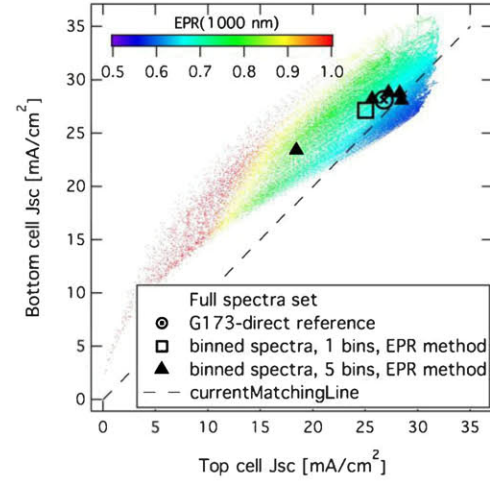 EPR(1000 nm)
0.5 0.6 0.7 0.8 0.9 1.0
35
30
25
20
15
10
5
0
Bottom cell Jsc [mA/cm²]
Full spectra set
G173-direct reference
binned spectra, 1 bins, EPR method
binned spectra, 5 bins, EPR method
currentMatchingLine
0 5 10 15 20 25 30 35
Top cell Jsc [mA/cm²]